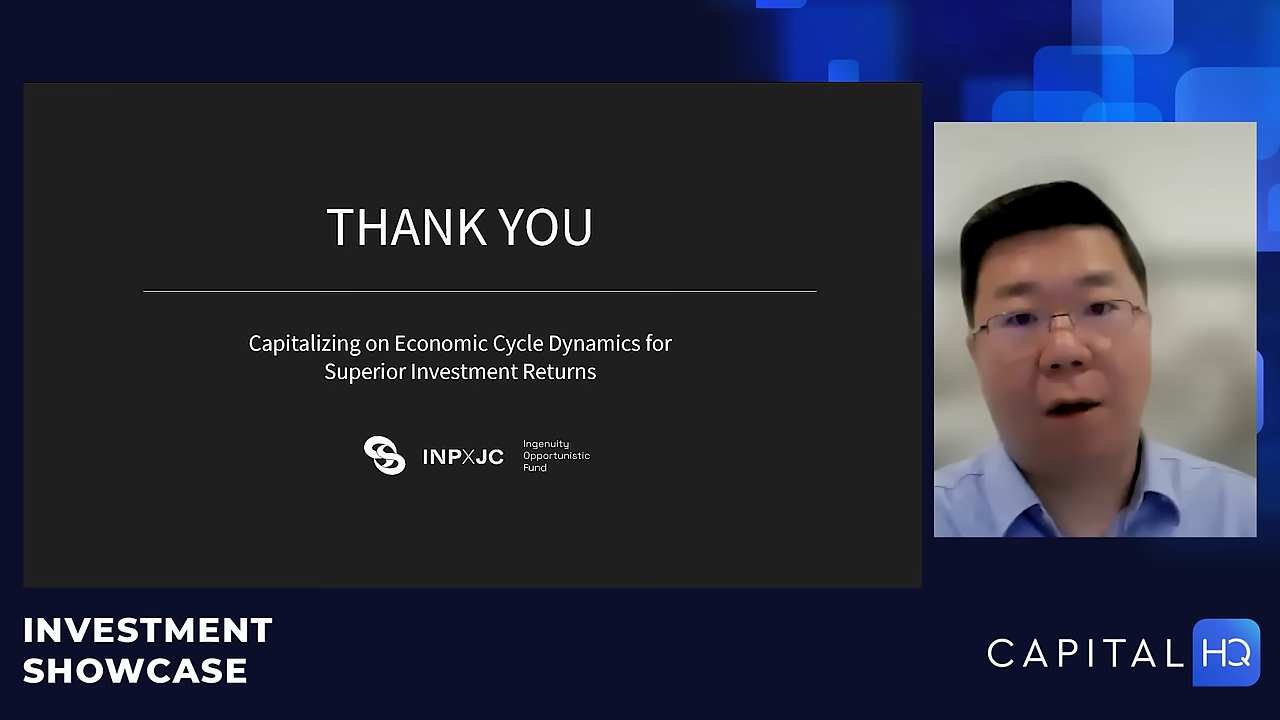 THANK YOU
Capitalizing on Economic Cycle Dynamics for
Superior Investment Returns
INPXJC
Ingenuity
Opportunistic
Fund
INVESTMENT
SHOWCASE
CAPITAL HQ